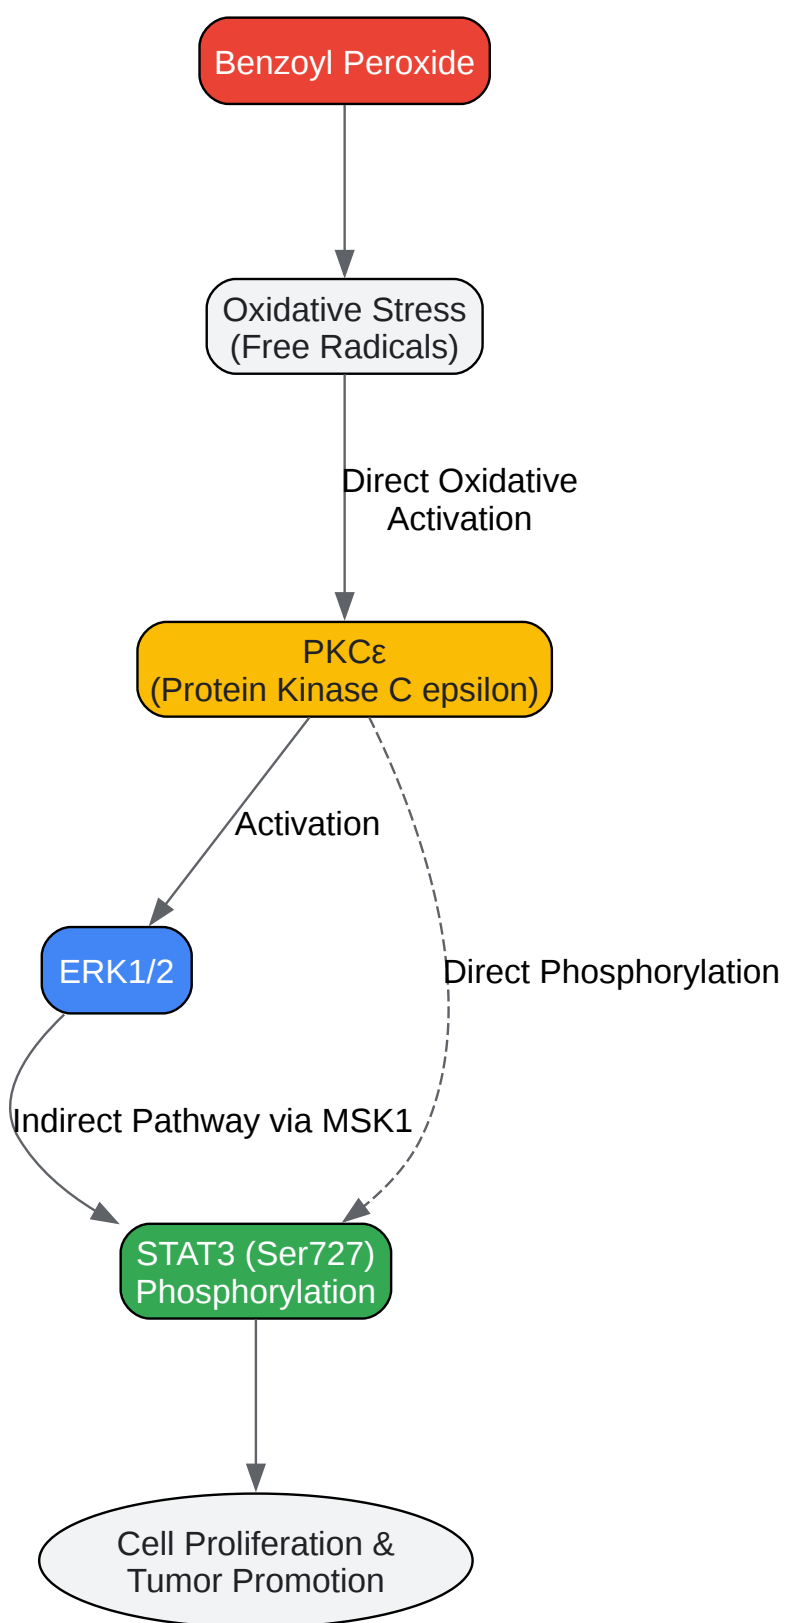 Benzoyl Peroxide
Oxidative Stress
(Free Radicals)
Direct Oxidative
Activation
PKCε
(Protein Kinase C epsilon)
Activation
ERK1/2
Direct Phosphorylation
Indirect Pathway via MSK1
STAT3 (Ser727)
Phosphorylation
Cell Proliferation &
Tumor Promotion